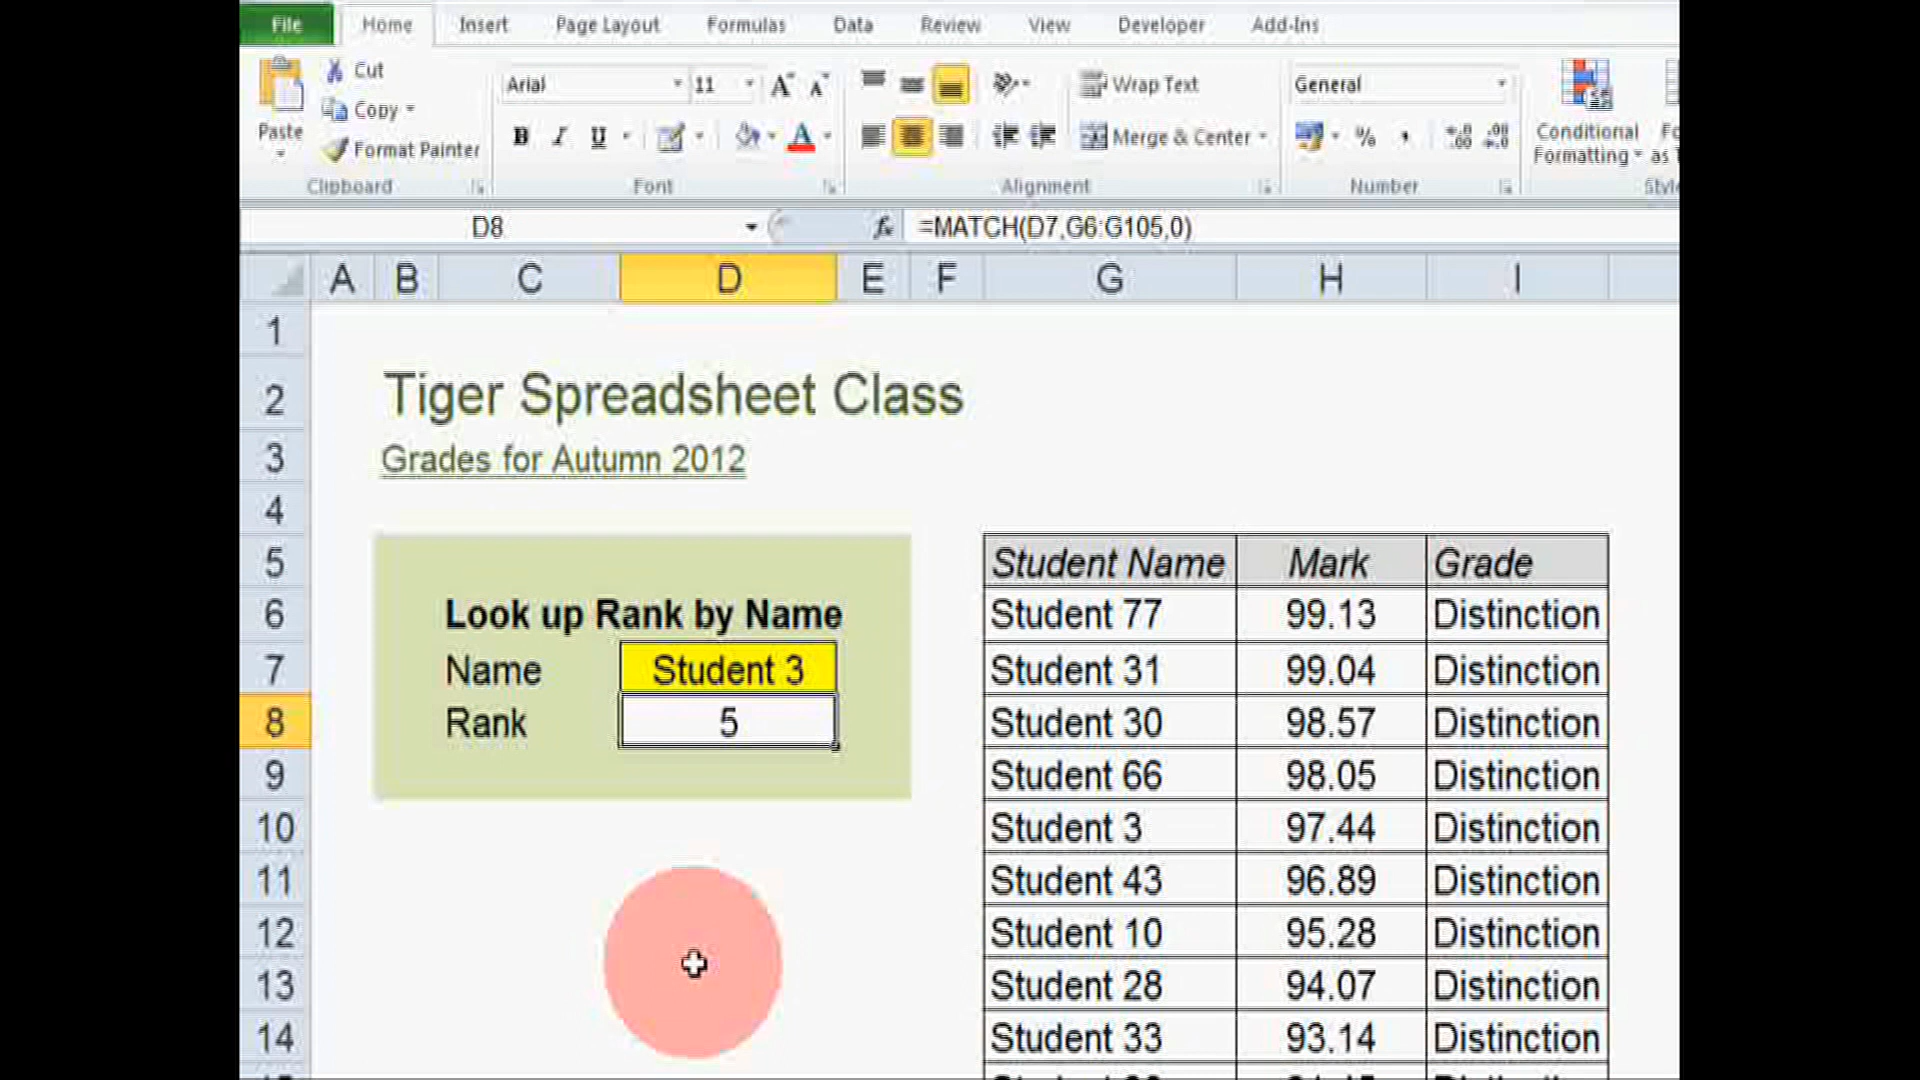 File Home Insert Page Layout Formulas Data Review View Developer Add-Ins
Cut
Copy
Format Painter
Paste
Clipboard
Arial 11
B I U
Font
Wrap Text
Merge & Center
Alignment
General
%
Number
Conditional
Formatting as
D8 fx =MATCH(D7,G6:G105,0)
A B C D E F G H I
1
2 Tiger Spreadsheet Class
3 Grades for Autumn 2012
4
5 Student Name Mark Grade
6 Look up Rank by Name Student 77 99.13 Distinction
7 Name Student 3 Student 31 99.04 Distinction
8 Rank 5 Student 30 98.57 Distinction
9 Student 66 98.05 Distinction
10 Student 3 97.44 Distinction
11 Student 43 96.89 Distinction
12 Student 10 95.28 Distinction
13 Student 28 94.07 Distinction
14 Student 33 93.14 Distinction